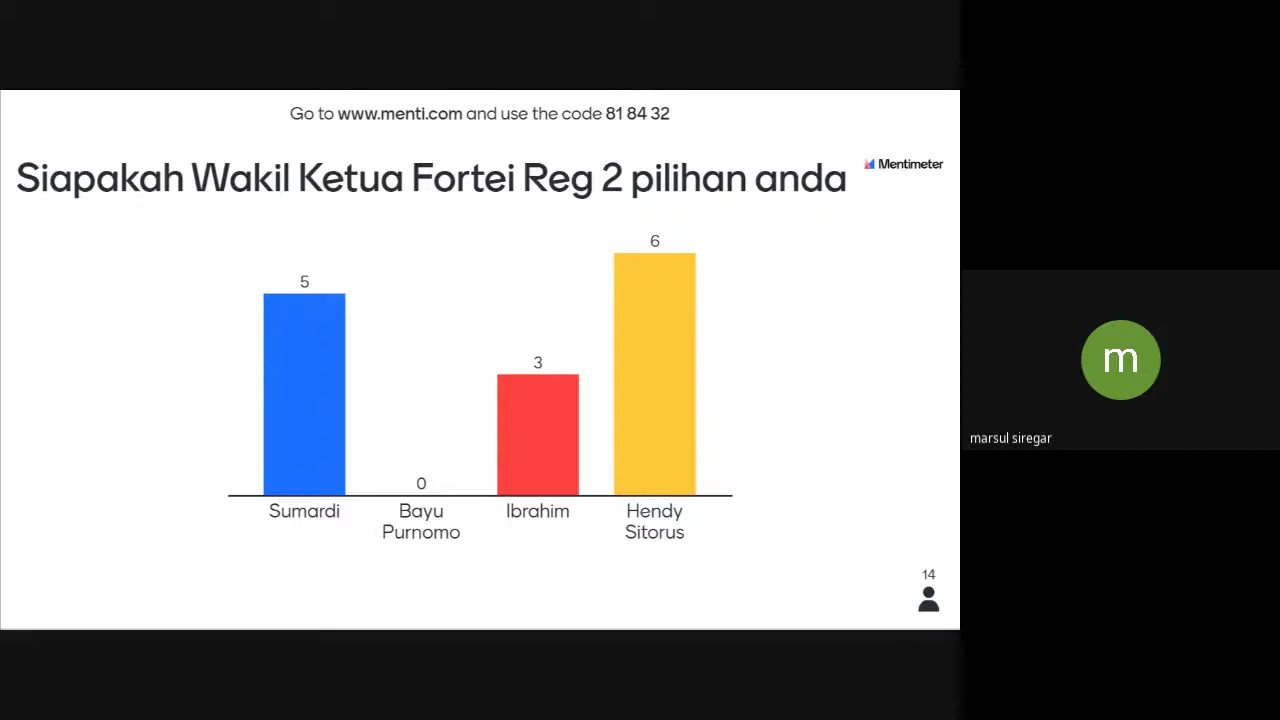 Go to www.menti.com and use the code 81 84 32
Siapakah Wakil Ketua Fortei Reg 2 pilihan anda
Mentimeter
5
0
3
6
Sumardi
Bayu
Purnomo
Ibrahim
Hendy
Sitorus
14
m
marsul siregar